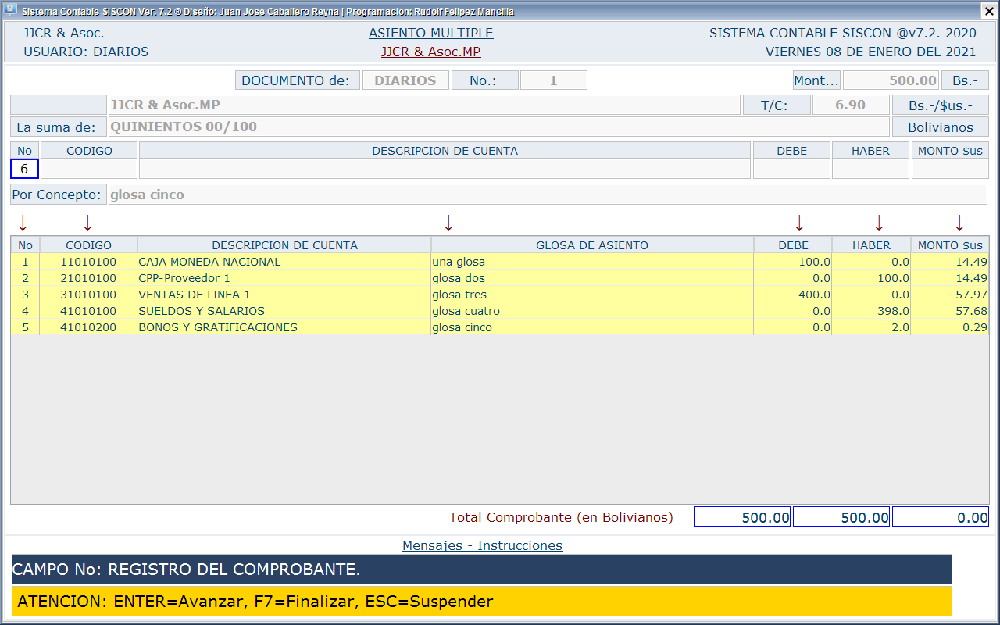 Sistema Contable SISCON Ver. 7.2 ® Diseño: Juan Jose Caballero Reyna | Programacion: Rudolf Felipez Mancilla
JJCR & Asoc. ASIENTO MULTIPLE SISTEMA CONTABLE SISCON @v7.2. 2020
USUARIO: DIARIOS JJCR & Asoc.MP VIERNES 08 DE ENERO DEL 2021
DOCUMENTO de: DIARIOS No.: 1 Mont... 500.00 Bs.-
JJCR & Asoc.MP T/C: 6.90 Bs.-/$us.-
La suma de: QUINIENTOS 00/100 Bolivianos
No CODIGO DESCRIPCION DE CUENTA DEBE HABER MONTO $us
6
Por Concepto: glosa cinco
↓ ↓ ↓ ↓ ↓ ↓
No CODIGO DESCRIPCION DE CUENTA GLOSA DE ASIENTO DEBE HABER MONTO $us
1 11010100 CAJA MONEDA NACIONAL una glosa 100.0 0.0 14.49
2 21010100 CPP-Proveedor 1 glosa dos 0.0 100.0 14.49
3 31010100 VENTAS DE LINEA 1 glosa tres 400.0 0.0 57.97
4 41010100 SUELDOS Y SALARIOS glosa cuatro 0.0 398.0 57.68
5 41010200 BONOS Y GRATIFICACIONES glosa cinco 0.0 2.0 0.29
Total Comprobante (en Bolivianos) 500.00 500.00 0.00
Mensajes - Instrucciones
CAMPO No: REGISTRO DEL COMPROBANTE.
ATENCION: ENTER=Avanzar, F7=Finalizar, ESC=Suspender